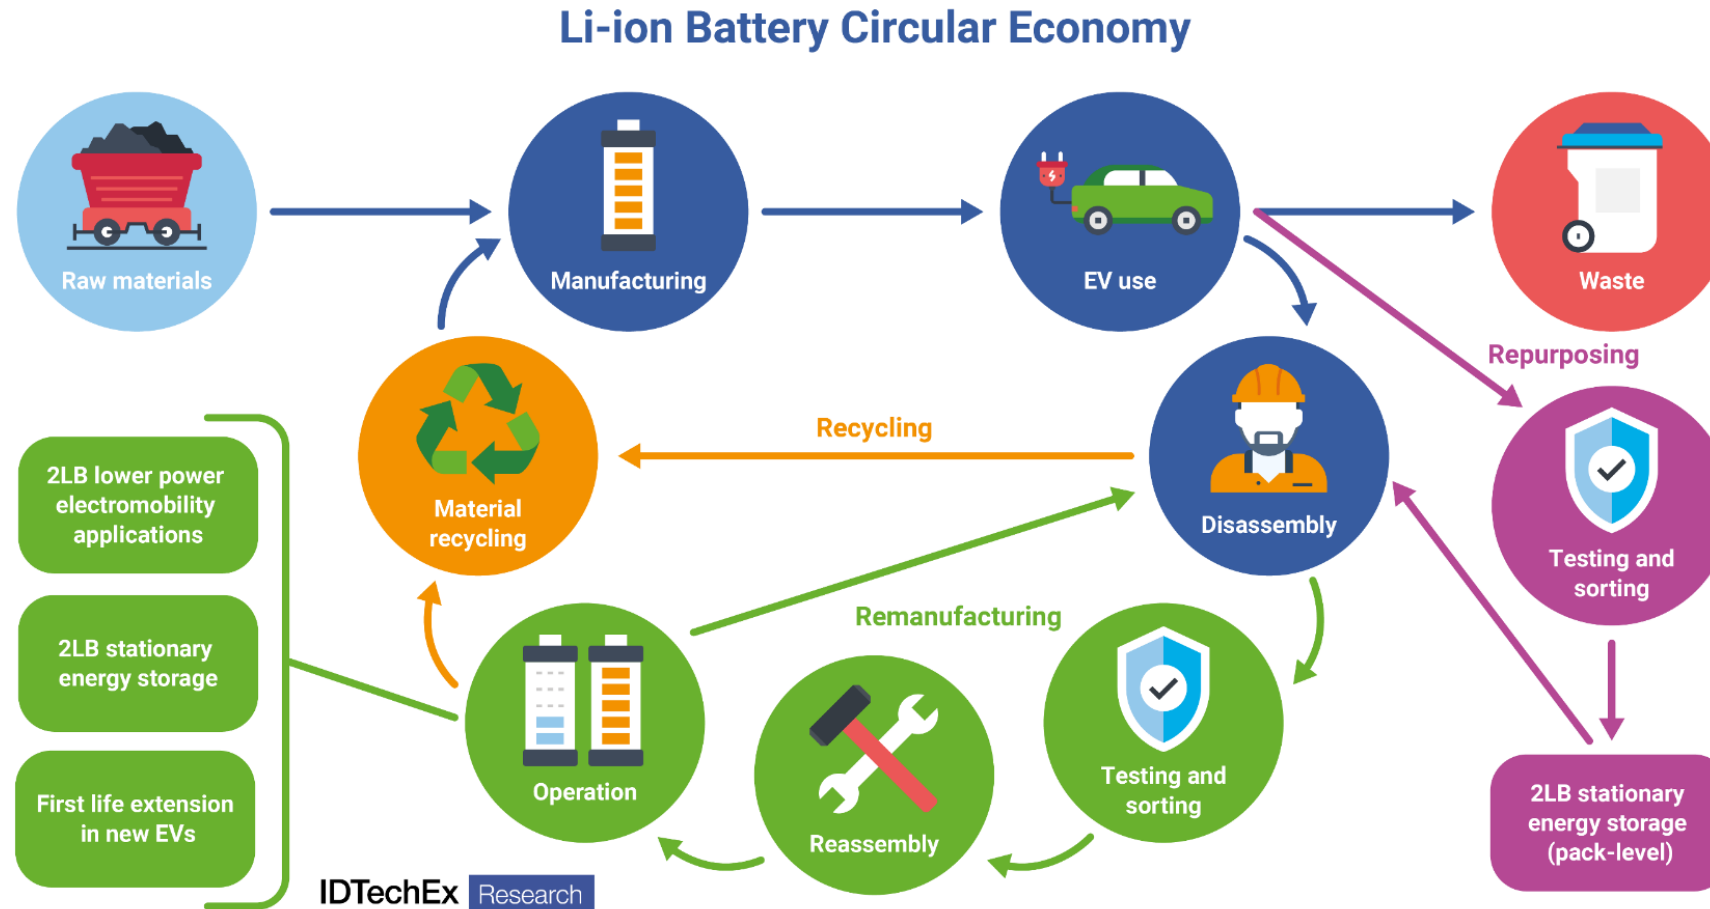 Li-ion Battery Circular Economy
Raw materials
Manufacturing
EV use
Waste
Repurposing
Recycling
Material
recycling
Disassembly
Testing and
sorting
2LB lower power
electromobility
applications
2LB stationary
energy storage
First life extension
in new EVs
Remanufacturing
Operation
Reassembly
Testing and
sorting
2LB stationary
energy storage
(pack-level)
IDTechEx Research